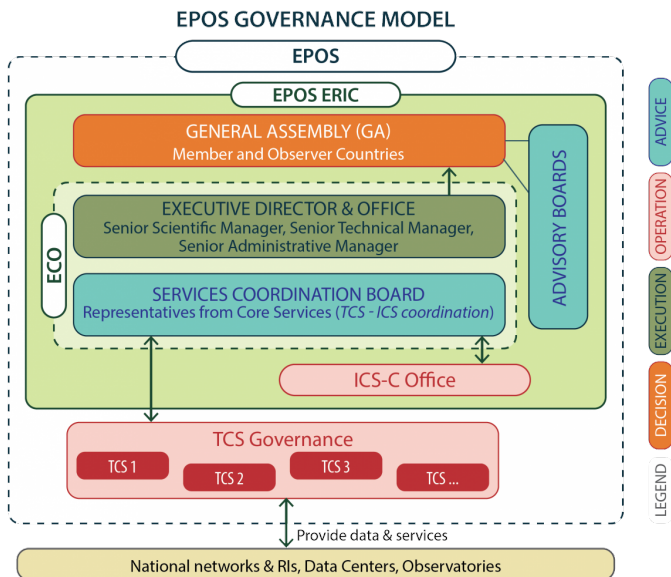 EPOS GOVERNANCE MODEL
EPOS
EPOS ERIC
GENERAL ASSEMBLY (GA)
Member and Observer Countries
ADVISORY BOARDS
ECO
EXECUTIVE DIRECTOR & OFFICE
Senior Scientific Manager, Senior Technical Manager,
Senior Administrative Manager
SERVICES COORDINATION BOARD
Representatives from Core Services (TCS - ICS coordination)
ICS-C Office
TCS Governance
TCS 1
TCS 2
TCS 3
TCS ...
Provide data & services
National networks & RIs, Data Centers, Observatories
ADVICE
OPERATION
EXECUTION
DECISION
LEGEND